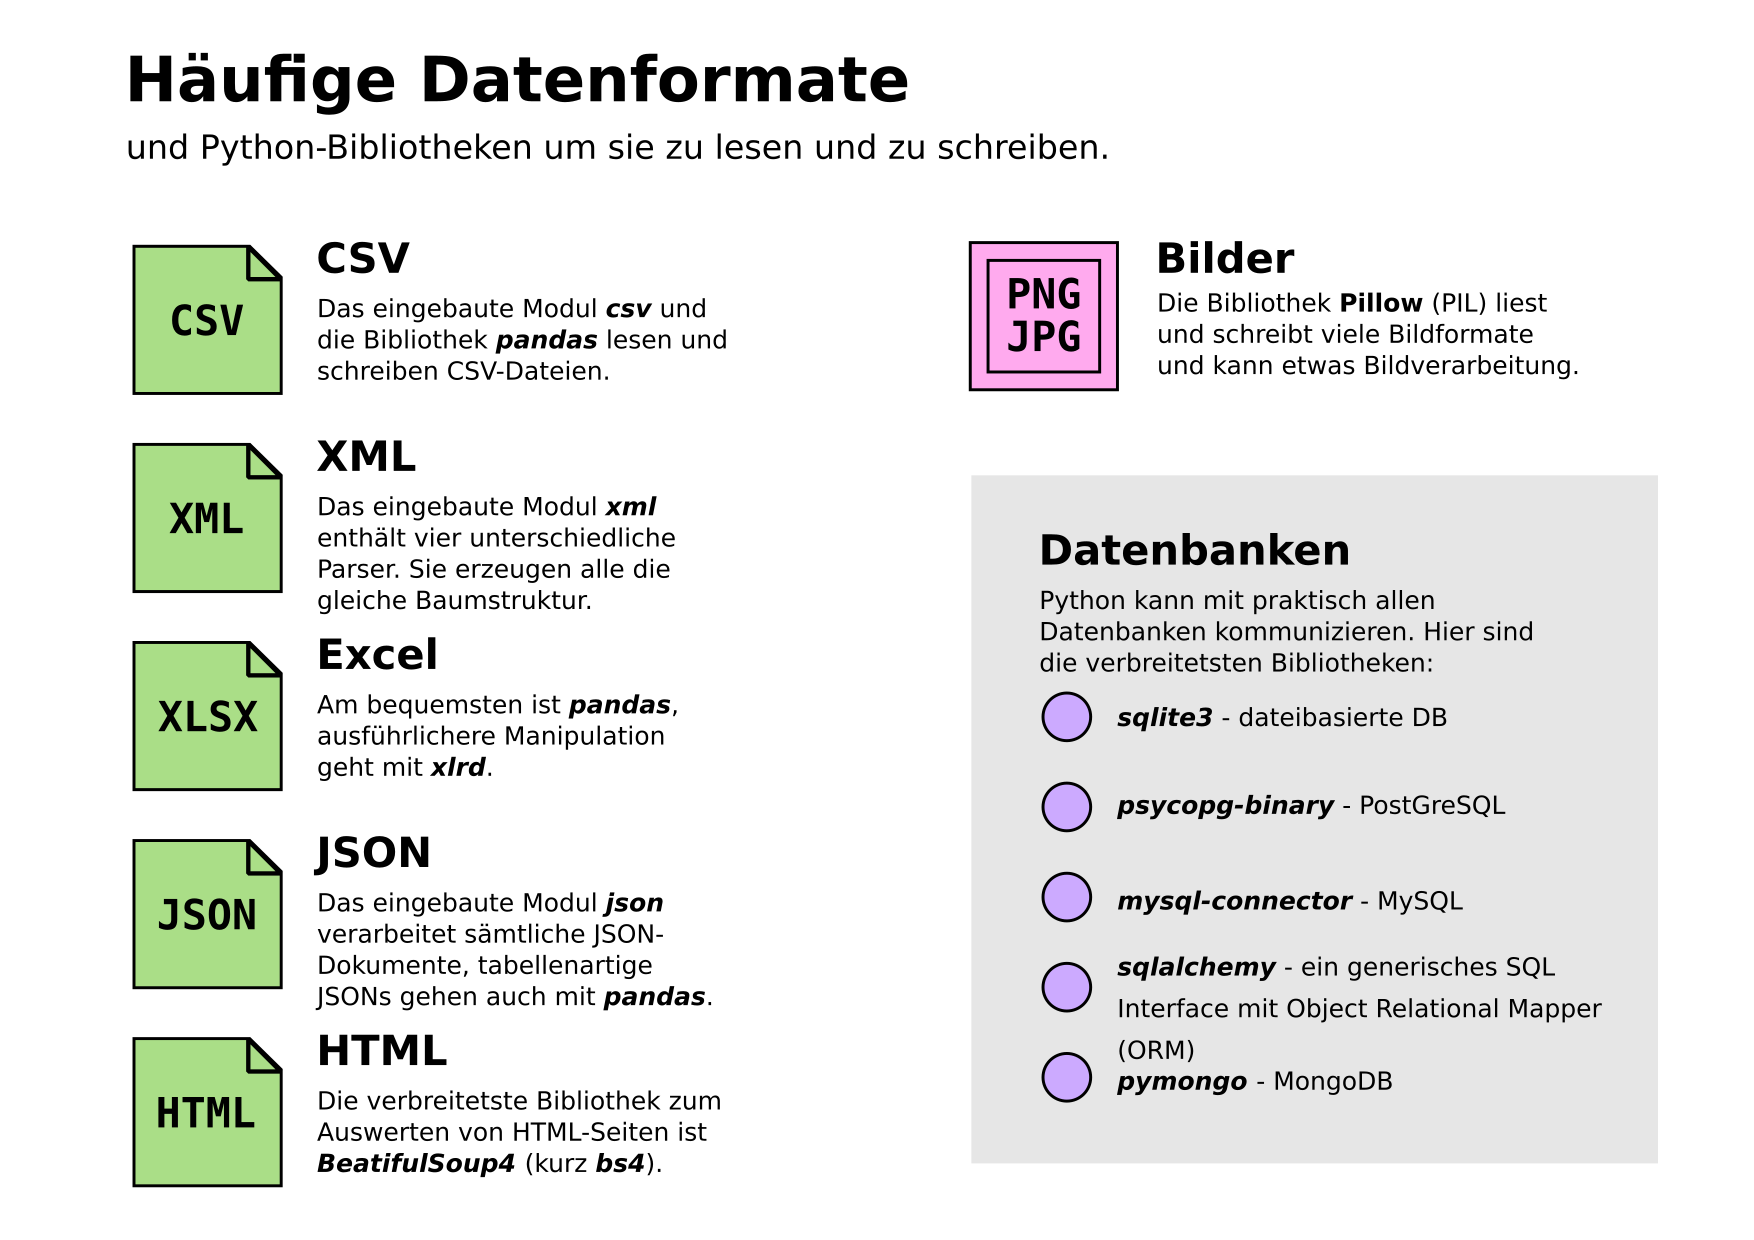 Häufige Datenformate
und Python-Bibliotheken um sie zu lesen und zu schreiben.
CSV
CSV
Das eingebaute Modul csv und
die Bibliothek pandas lesen und
schreiben CSV-Dateien.
XML
XML
Das eingebaute Modul xml
enthält vier unterschiedliche
Parser. Sie erzeugen alle die
gleiche Baumstruktur.
XLSX
Excel
Am bequemsten ist pandas,
ausführlichere Manipulation
geht mit xlrd.
JSON
JSON
Das eingebaute Modul json
verarbeitet sämtliche JSON-
Dokumente, tabellenartige
JSONs gehen auch mit pandas.
HTML
HTML
Die verbreitetste Bibliothek zum
Auswerten von HTML-Seiten ist
BeatifulSoup4 (kurz bs4).
PNG
JPG
Bilder
Die Bibliothek Pillow (PIL) liest
und schreibt viele Bildformate
und kann etwas Bildverarbeitung.
Datenbanken
Python kann mit praktisch allen
Datenbanken kommunizieren. Hier sind
die verbreitetsten Bibliotheken:
sqlite3 - dateibasierte DB
psycopg-binary - PostGreSQL
mysql-connector - MySQL
sqlalchemy - ein generisches SQL
Interface mit Object Relational Mapper
(ORM)
pymongo - MongoDB